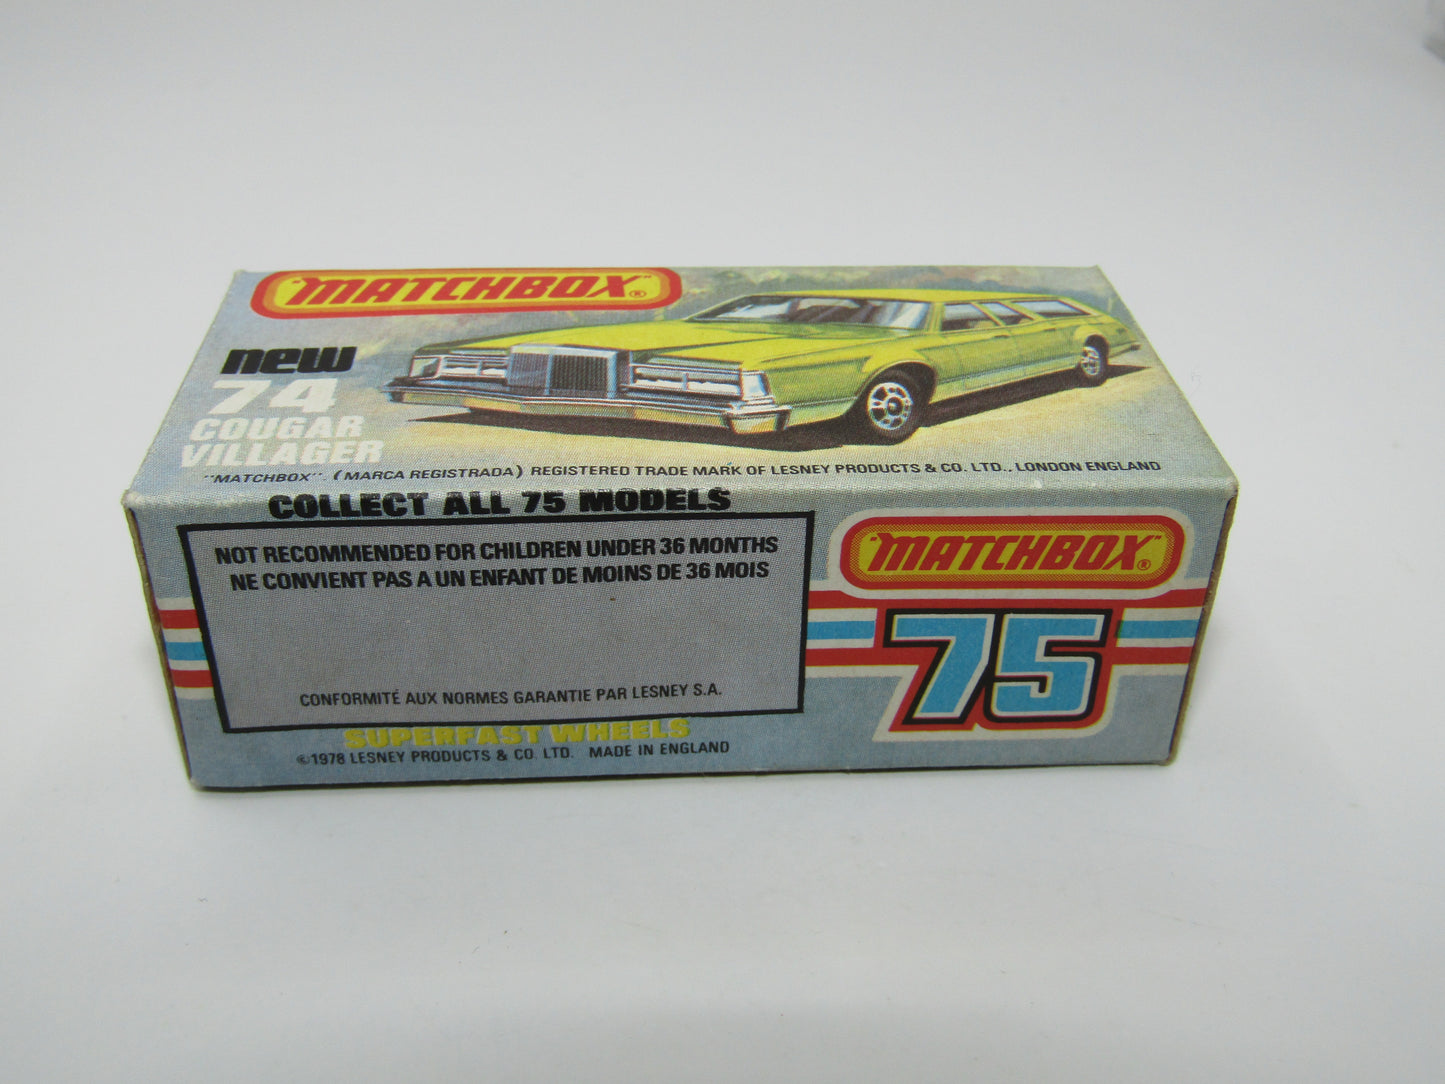 "MATCHBOX"®
new
74
COUGAR
VILLAGER
"MATCHBOX". (MARCA REGISTRADA) REGISTERED TRADE MARK OF LESNEY PRODUCTS & CO. LTD., LONDON ENGLAND
COLLECT ALL 75 MODELS
NOT RECOMMENDED FOR CHILDREN UNDER 36 MONTHS
NE CONVIENT PAS A UN ENFANT DE MOINS DE 36 MOIS
CONFORMITÉ AUX NORMES GARANTIE PAR LESNEY S.A.
SUPERFAST WHEELS
©1978 LESNEY PRODUCTS & CO. LTD. MADE IN ENGLAND
"MATCHBOX"®
75